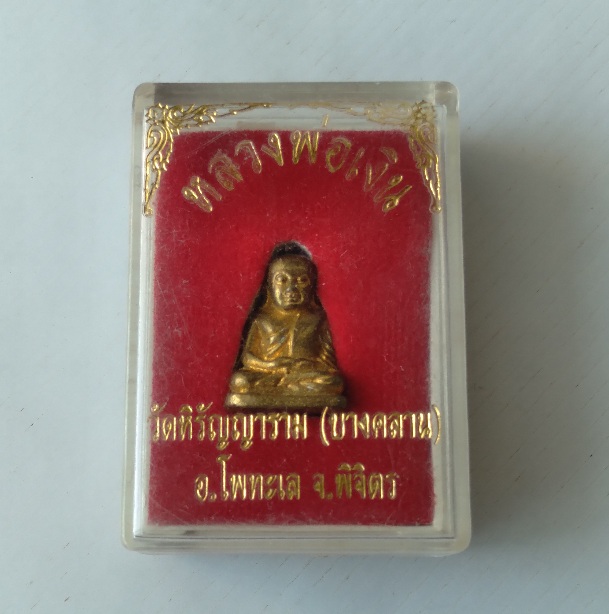 หลวงพ่อเงิน
วัดหิรัญญาราม (บางคลาน)
อ.โพทะเล จ.พิจิตร